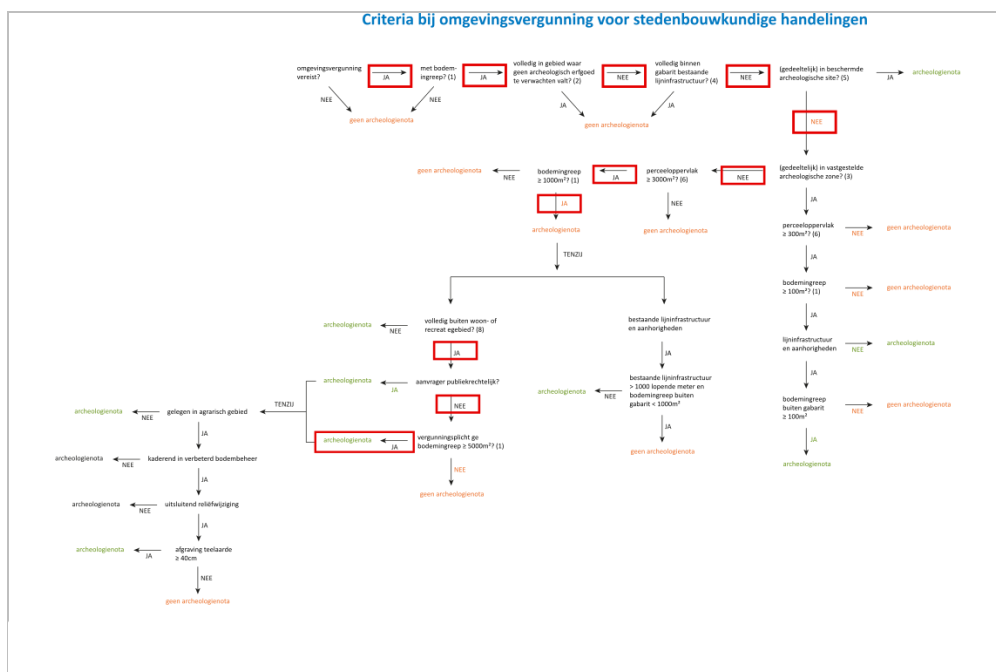 Criteria bij omgevingsvergunning voor stedenbouwkundige handelingen
omgevingsvergunning
vereist?
JA
met bodem-
ingreep? (1)
JA
volledig in gebied waar
geen archeologisch erfgoed
te verwachten valt? (2)
NEE
volledig binnen
gabarit bestaande
lijninfrastructuur? (4)
NEE
(gedeeltelijk) in beschermde
archeologische site? (5)
JA
archeologienota
NEE
NEE
JA
JA
NEE
geen archeologienota
geen archeologienota
geen archeologienota
NEE
bodemingreep
≥ 1000m²? (1)
JA
perceeloppervlak
≥ 3000m²? (6)
NEE
(gedeeltelijk) in vastgestelde
archeologische zone? (3)
JA
NEE
JA
archeologienota
geen archeologienota
perceeloppervlak
≥ 300m²? (6)
NEE
geen archeologienota
TENZIJ
JA
bodemingreep
≥ 100m²? (1)
NEE
geen archeologienota
JA
archeologienota
NEE
volledig buiten woon- of
recreat egebied? (8)
bestaande lijninfrastructuur
en aanhorigheden
lijninfrastructuur
en aanhorigheden
NEE
archeologienota
JA
JA
JA
archeologienota
JA
aanvrager publiekrechtelijk?
archeologienota
NEE
bestaande lijninfrastructuur
> 1000 lopende meter en
bodemingreep buiten
gabarit < 1000m²
bodemingreep
buiten gabarit
≥ 100m²
NEE
geen archeologienota
NEE
archeologienota
NEE
gelegen in agrarisch gebied
TENZIJ
JA
archeologienota
JA
vergunningsplicht ge
bodemingreep ≥ 5000m²? (1)
JA
geen archeologienota
JA
archeologienota
archeologienota
NEE
kaderend in verbeterd bodembeheer
NEE
geen archeologienota
JA
archeologienota
NEE
uitsluitend reliëfwijziging
JA
archeologienota
JA
afgraving teelaarde
≥ 40cm
NEE
geen archeologienota